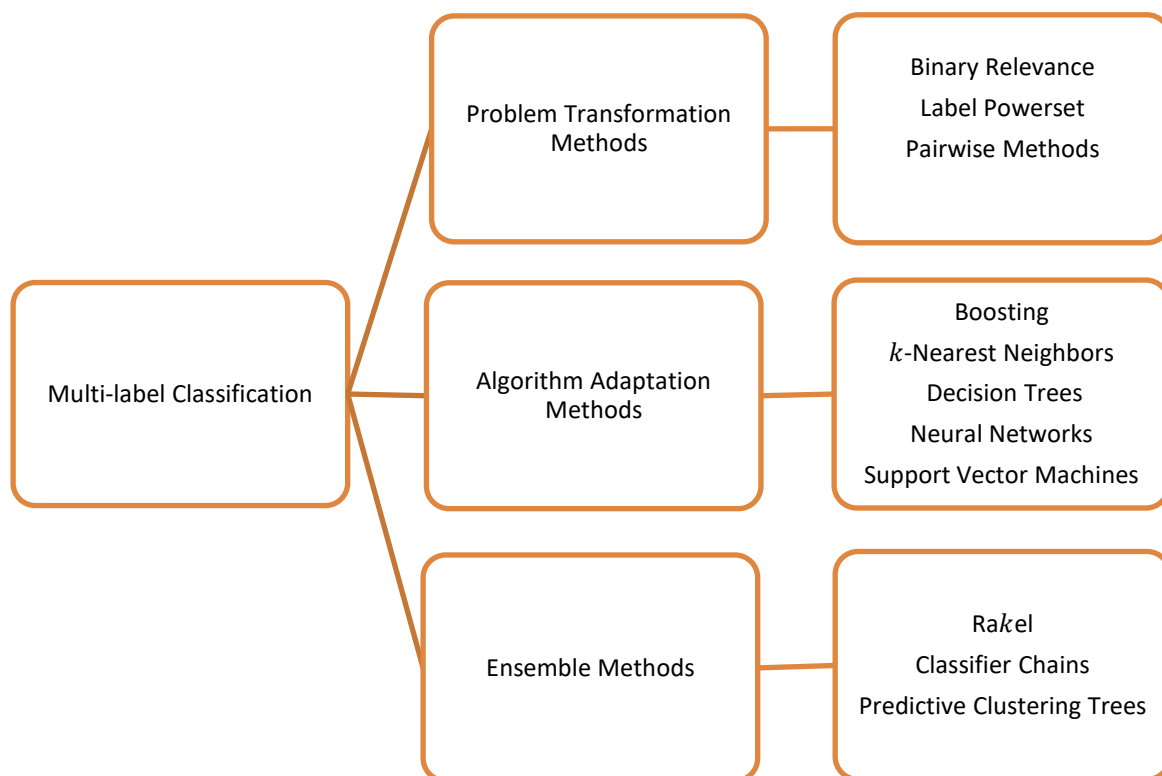 Problem Transformation
Methods
Binary Relevance
Label Powerset
Pairwise Methods
Multi-label Classification
Algorithm Adaptation
Methods
Boosting
k-Nearest Neighbors
Decision Trees
Neural Networks
Support Vector Machines
Ensemble Methods
Rakel
Classifier Chains
Predictive Clustering Trees